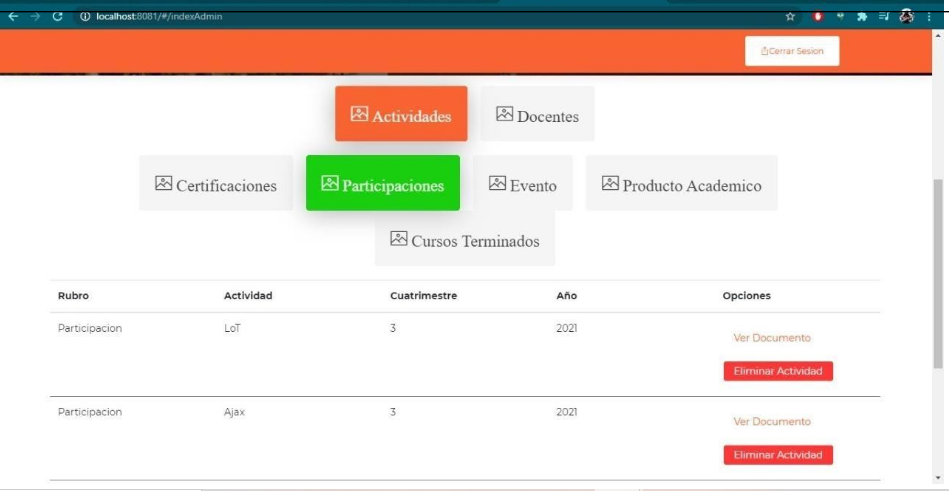 localhost:8081/#/indexAdmin
Cerrar Sesion
Actividades Docentes
Certificaciones Participaciones Evento Producto Academico
Cursos Terminados
Rubro Actividad Cuatrimestre Año Opciones
Participacion LoT 3 2021 Ver Documento
Eliminar Actividad
Participacion Ajax 3 2021 Ver Documento
Eliminar Actividad